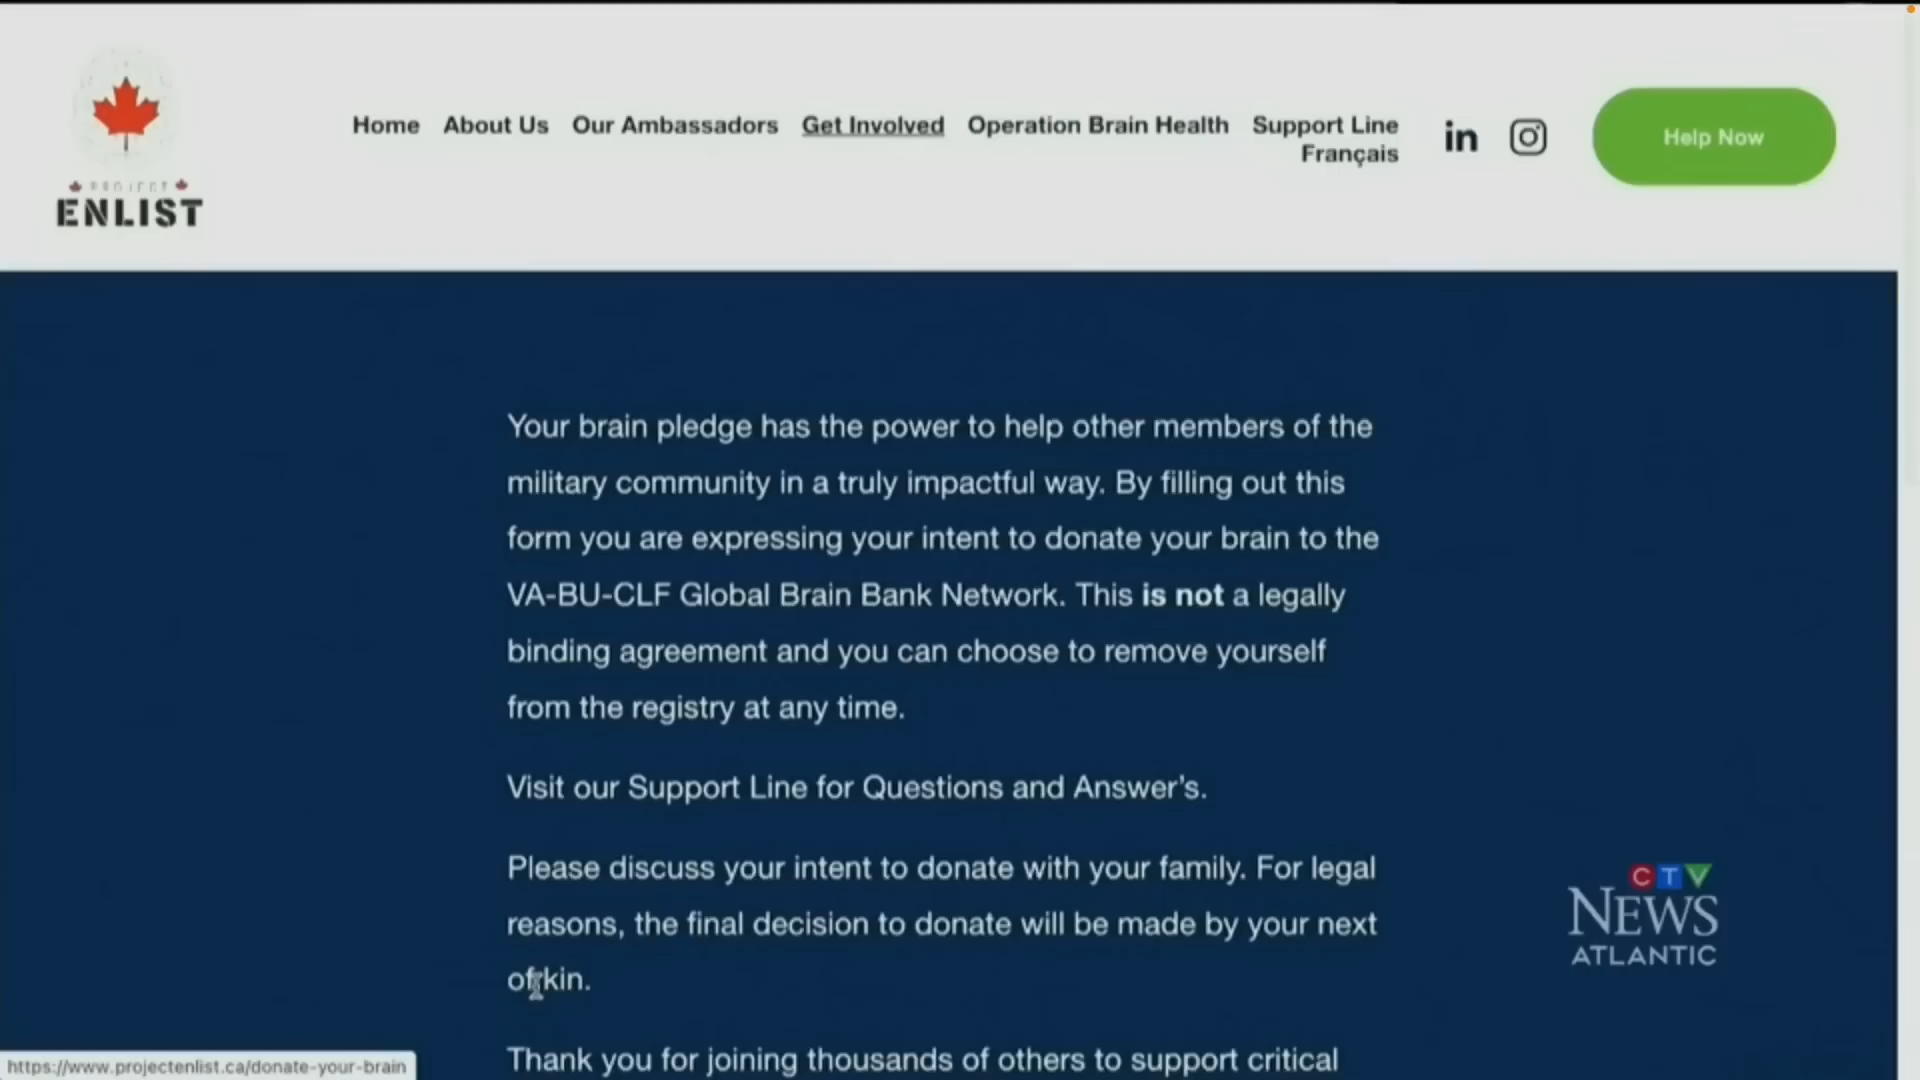 Home About Us Our Ambassadors Get Involved Operation Brain Health Support Line
Français
in
Help Now
PROJECT
ENLIST
Your brain pledge has the power to help other members of the
military community in a truly impactful way. By filling out this
form you are expressing your intent to donate your brain to the
VA-BU-CLF Global Brain Bank Network. This is not a legally
binding agreement and you can choose to remove yourself
from the registry at any time.
Visit our Support Line for Questions and Answer’s.
Please discuss your intent to donate with your family. For legal
reasons, the final decision to donate will be made by your next
of kin.
Thank you for joining thousands of others to support critical
CTV
NEWS
ATLANTIC
https://www.projectenlist.ca/donate-your-brain